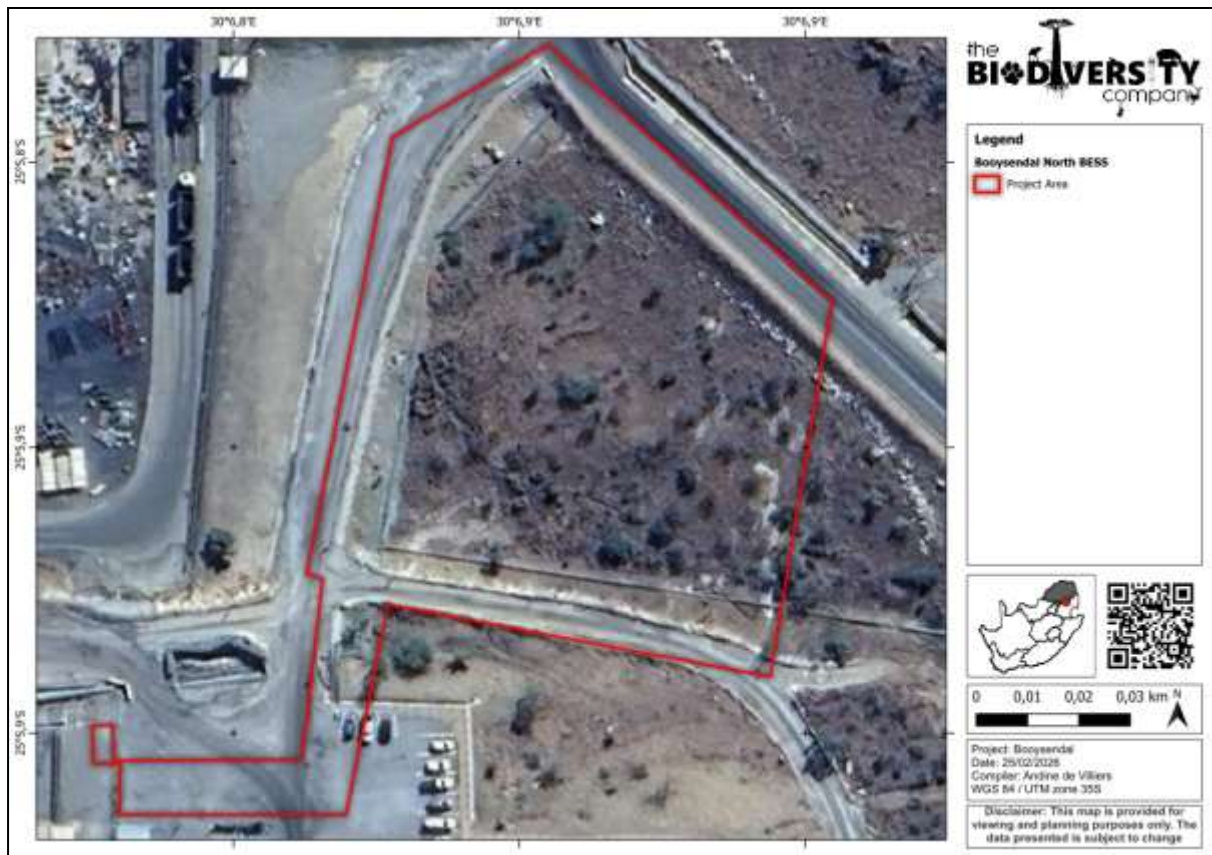 30°6,8'E
30°6,9'E
30°6,9'E
25°5,8'S
25°5,9'S
25°5,9'S
the
BIODIVERSITY
company
Legend
Booysendal North BESS
Project Area
0 0,01 0,02 0,03 km N
Project: Booysendal
Date: 25/02/2026
Compiler: Andine de Villiers
WGS 84 / UTM zone 35S
Disclaimer: This map is provided for
viewing and planning purposes only. The
data presented is subject to change